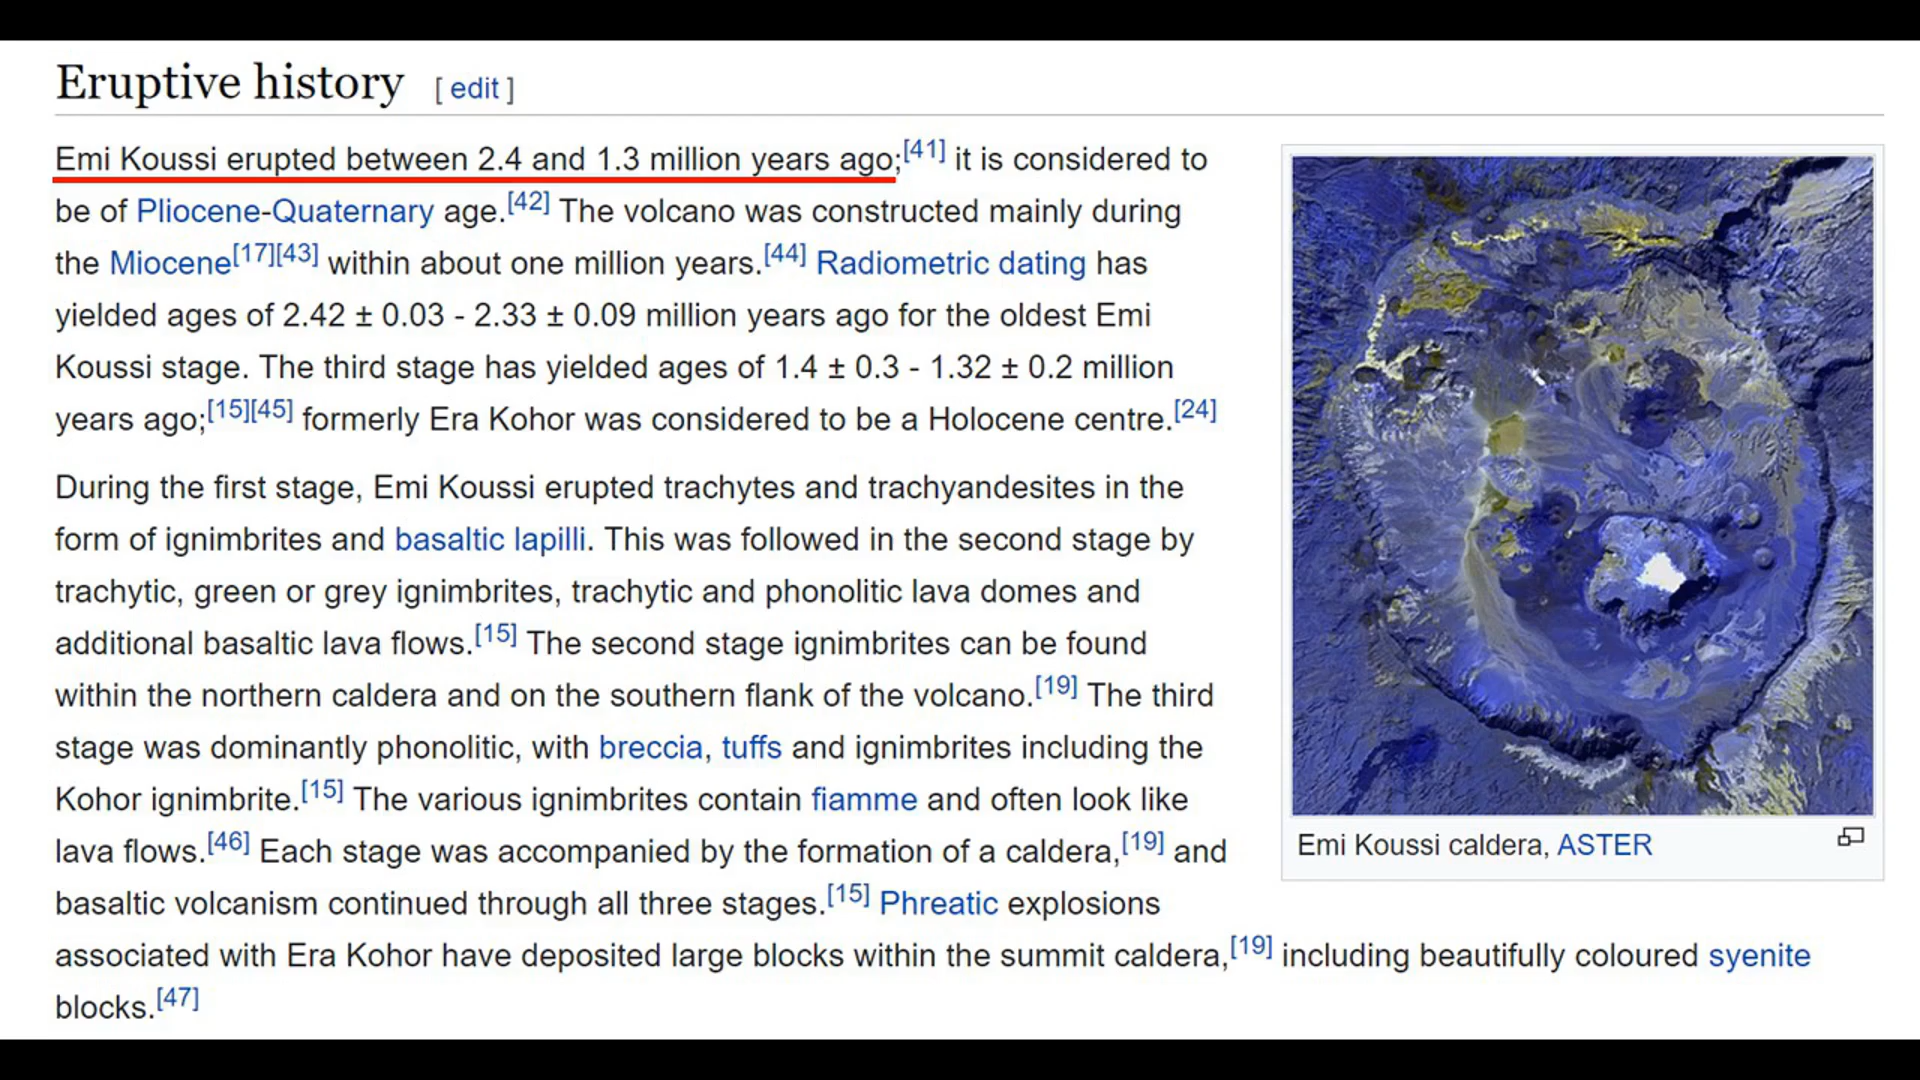 Eruptive history [ edit ]
Emi Koussi erupted between 2.4 and 1.3 million years ago;[41] it is considered to
be of Pliocene-Quaternary age.[42] The volcano was constructed mainly during
the Miocene[17][43] within about one million years.[44] Radiometric dating has
yielded ages of 2.42 ± 0.03 - 2.33 ± 0.09 million years ago for the oldest Emi
Koussi stage. The third stage has yielded ages of 1.4 ± 0.3 - 1.32 ± 0.2 million
years ago;[15][45] formerly Era Kohor was considered to be a Holocene centre.[24]
During the first stage, Emi Koussi erupted trachytes and trachyandesites in the
form of ignimbrites and basaltic lapilli. This was followed in the second stage by
trachytic, green or grey ignimbrites, trachytic and phonolitic lava domes and
additional basaltic lava flows.[15] The second stage ignimbrites can be found
within the northern caldera and on the southern flank of the volcano.[19] The third
stage was dominantly phonolitic, with breccia, tuffs and ignimbrites including the
Kohor ignimbrite.[15] The various ignimbrites contain fiamme and often look like
lava flows.[46] Each stage was accompanied by the formation of a caldera,[19] and
basaltic volcanism continued through all three stages.[15] Phreatic explosions
associated with Era Kohor have deposited large blocks within the summit caldera,[19] including beautifully coloured syenite
blocks.[47]
Emi Koussi caldera, ASTER